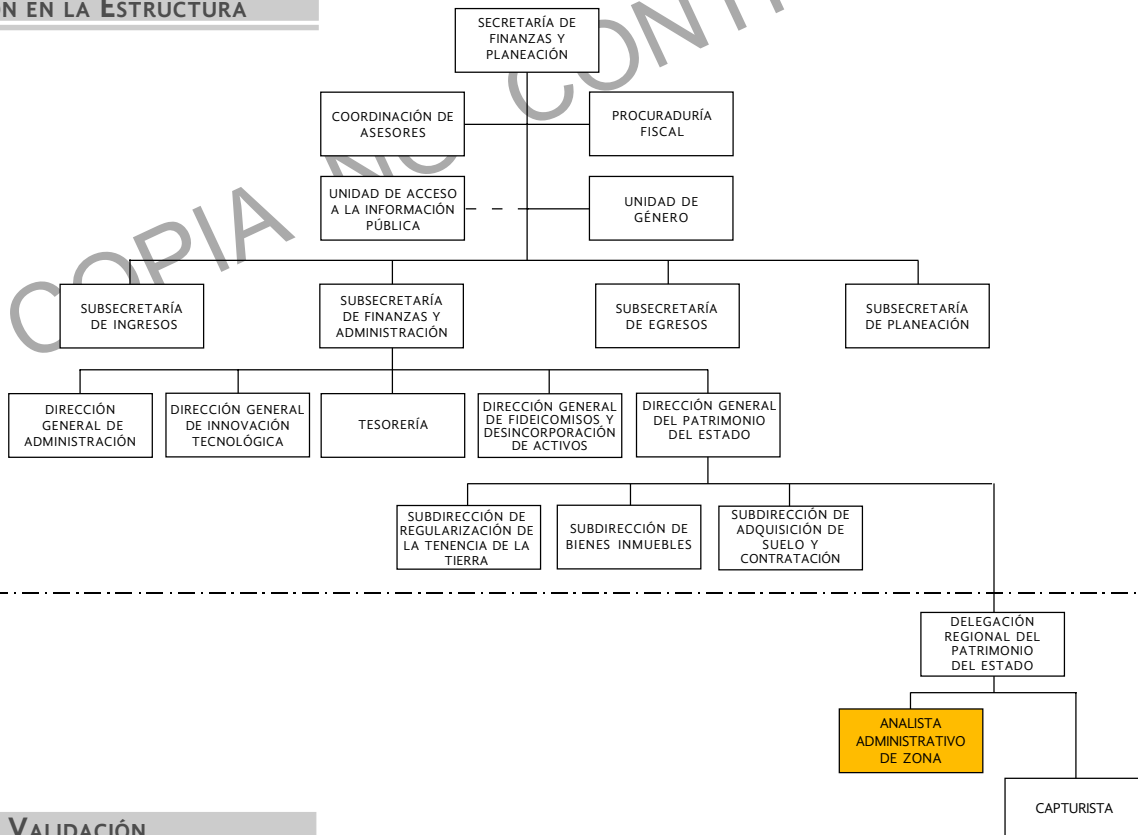 ÓN EN LA ESTRUCTURA
SECRETARÍA DE
FINANZAS Y
PLANEACIÓN
COORDINACIÓN DE
ASESORES
PROCURADURÍA
FISCAL
UNIDAD DE ACCESO
A LA INFORMACIÓN
PÚBLICA
UNIDAD DE
GÉNERO
SUBSECRETARÍA
DE INGRESOS
SUBSECRETARÍA
DE FINANZAS Y
ADMINISTRACIÓN
SUBSECRETARÍA
DE EGRESOS
SUBSECRETARÍA
DE PLANEACIÓN
DIRECCIÓN
GENERAL DE
ADMINISTRACIÓN
DIRECCIÓN GENERAL
DE INNOVACIÓN
TECNOLÓGICA
TESORERÍA
DIRECCIÓN GENERAL
DE FIDEICOMISOS Y
DESINCORPORACIÓN
DE ACTIVOS
DIRECCIÓN GENERAL
DEL PATRIMONIO
DEL ESTADO
SUBDIRECCIÓN DE
REGULARIZACIÓN DE
LA TENENCIA DE LA
TIERRA
SUBDIRECCIÓN DE
BIENES INMUEBLES
SUBDIRECCIÓN DE
ADQUISICIÓN DE
SUELO Y
CONTRATACIÓN
DELEGACIÓN
REGIONAL DEL
PATRIMONIO
DEL ESTADO
ANALISTA
ADMINISTRATIVO
DE ZONA
CAPTURISTA
VALIDACIÓN
COPIA NO CONT